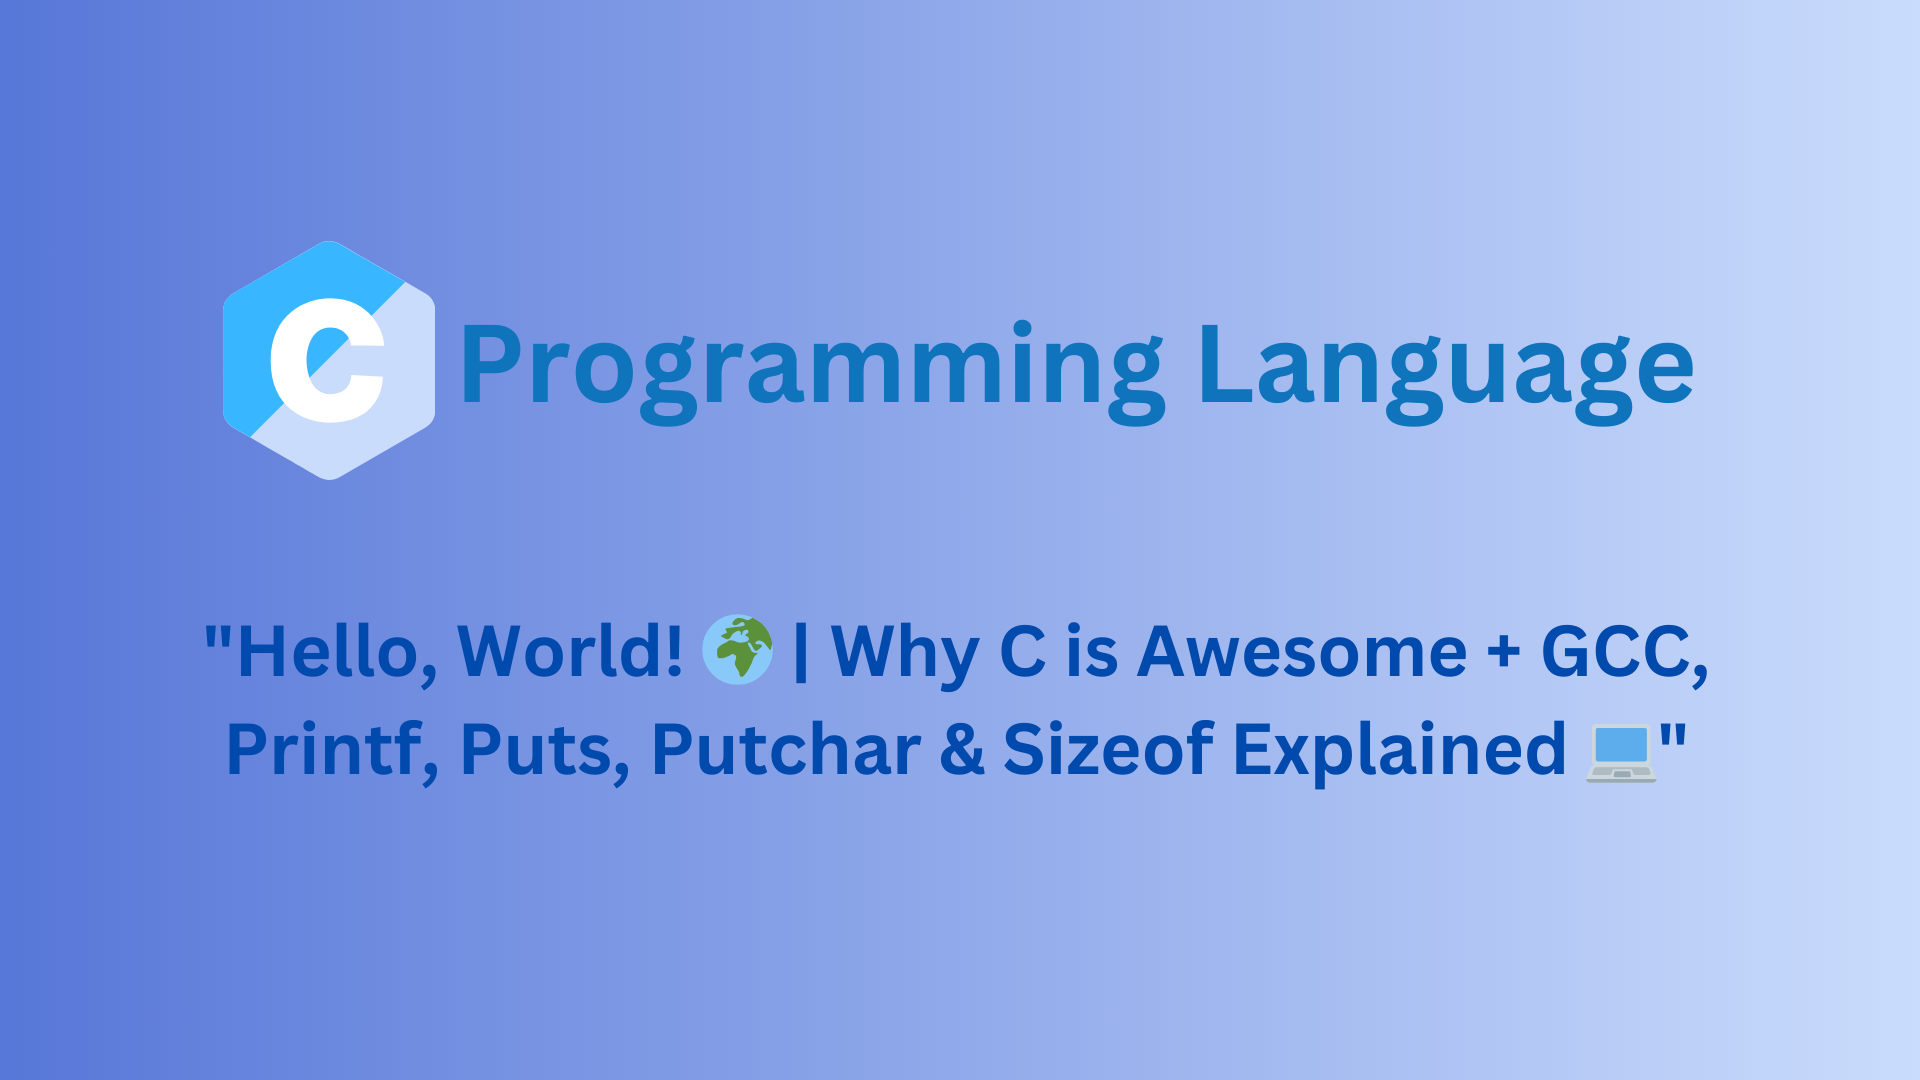 C Programming Language
"Hello, World! 🌍 | Why C is Awesome + GCC,
Printf, Puts, Putchar & Sizeof Explained 💻"